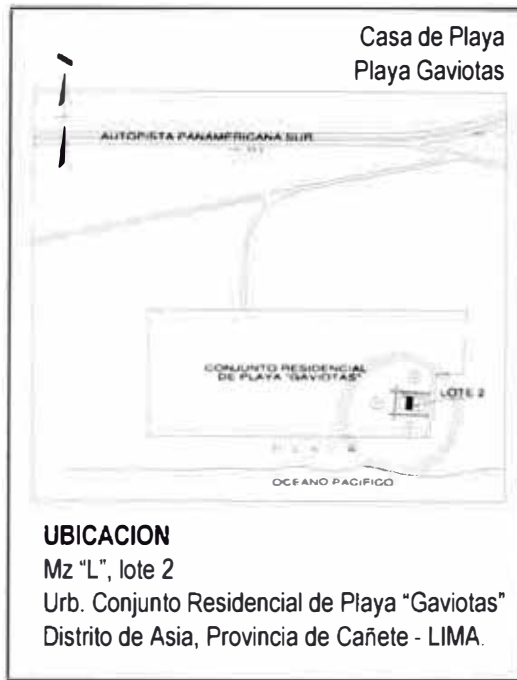 Casa de Playa
Playa Gaviotas
AUTOPISTA PANAMERICANA SUR
CONJUNTO RESIDENCIAL
DE PLAYA "GAVIOTAS"
LOTE 2
OCEANO PACIFICO
UBICACION
Mz "L", lote 2
Urb. Conjunto Residencial de Playa "Gaviotas"
Distrito de Asia, Provincia de Cañete - LIMA.